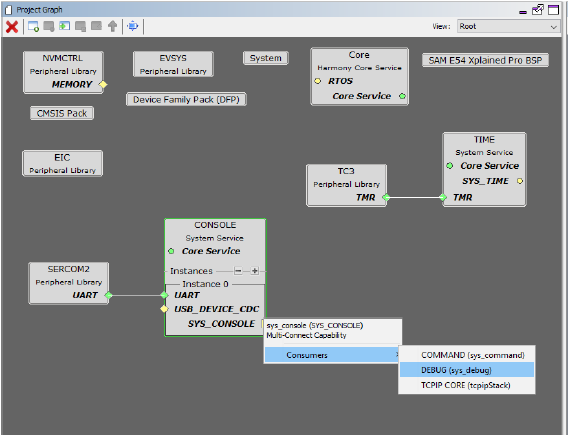 Project Graph
View:
Root
NVMCTRL
Peripheral Library
MEMORY
EVSYS
Peripheral Library
System
Core
Harmony Core Service
RTOS
Core Service
SAM E54 Xplained Pro BSP
Device Family Pack (DFP)
CMSIS Pack
EIC
Peripheral Library
TIME
System Service
Core Service
SYS_TIME
TMR
TC3
Peripheral Library
TMR
CONSOLE
System Service
Core Service
Instances
Instance 0
UART
USB_DEVICE_CDC
SYS_CONSOLE
SERCOM2
Peripheral Library
UART
sys_console (SYS_CONSOLE)
Multi-Connect Capability
Consumers
COMMAND (sys_command)
DEBUG (sys_debug)
TCPIP CORE (tcpipStack)